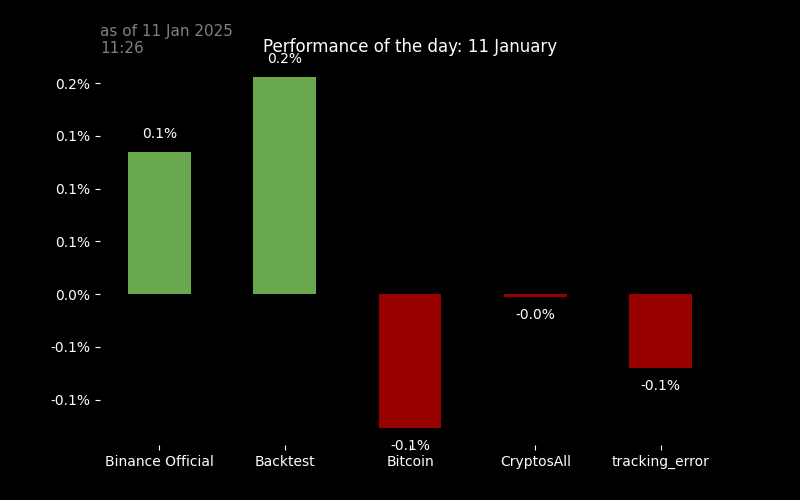 as of 11 Jan 2025
11:26
Performance of the day: 11 January
0.2%
0.2%
0.1%
0.1%
0.1%
0.1%
0.0%
-0.0%
-0.1%
-0.1%
-0.1%
-0.1%
Binance Official
Backtest
Bitcoin
CryptosAll
tracking_error